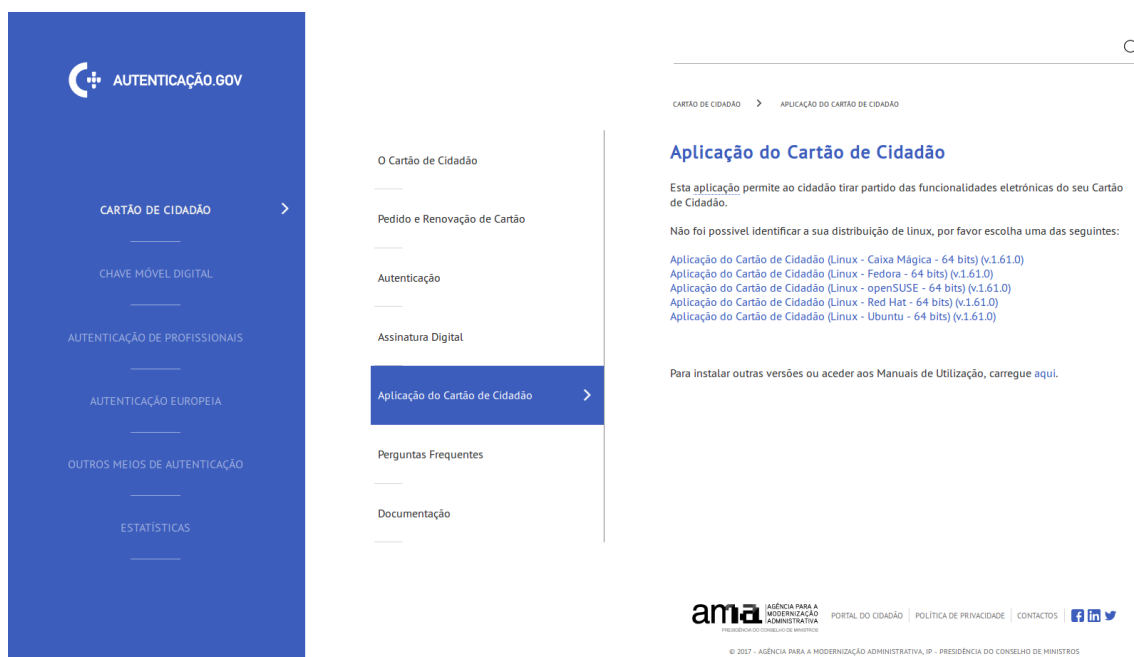 AUTENTICAÇÃO.GOV
CARTÃO DE CIDADÃO
CHAVE MÓVEL DIGITAL
AUTENTICAÇÃO DE PROFISSIONAIS
AUTENTICAÇÃO EUROPEIA
OUTROS MEIOS DE AUTENTICAÇÃO
ESTATÍSTICAS
O Cartão de Cidadão
Pedido e Renovação de Cartão
Autenticação
Assinatura Digital
Aplicação do Cartão de Cidadão
Perguntas Frequentes
Documentação
CARTÃO DE CIDADÃO > APLICAÇÃO DO CARTÃO DE CIDADÃO
Aplicação do Cartão de Cidadão
Esta aplicação permite ao cidadão tirar partido das funcionalidades eletrónicas do seu Cartão
de Cidadão.
Não foi possivel identificar a sua distribuição de linux, por favor escolha uma das seguintes:
Aplicação do Cartão de Cidadão (Linux - Caixa Mágica - 64 bits) (v.1.61.0)
Aplicação do Cartão de Cidadão (Linux - Fedora - 64 bits) (v.1.61.0)
Aplicação do Cartão de Cidadão (Linux - openSUSE - 64 bits) (v.1.61.0)
Aplicação do Cartão de Cidadão (Linux - Red Hat - 64 bits) (v.1.61.0)
Aplicação do Cartão de Cidadão (Linux - Ubuntu - 64 bits) (v.1.61.0)
Para instalar outras versões ou aceder aos Manuais de Utilização, carregue aqui.
ama
AGÊNCIA PARA A
MODERNIZAÇÃO
ADMINISTRATIVA
PRESIDÊNCIA DO CONSELHO DE MINISTROS
PORTAL DO CIDADÃO | POLÍTICA DE PRIVACIDADE | CONTACTOS
© 2017 - AGÊNCIA PARA A MODERNIZAÇÃO ADMINISTRATIVA, IP - PRESIDÊNCIA DO CONSELHO DE MINISTROS